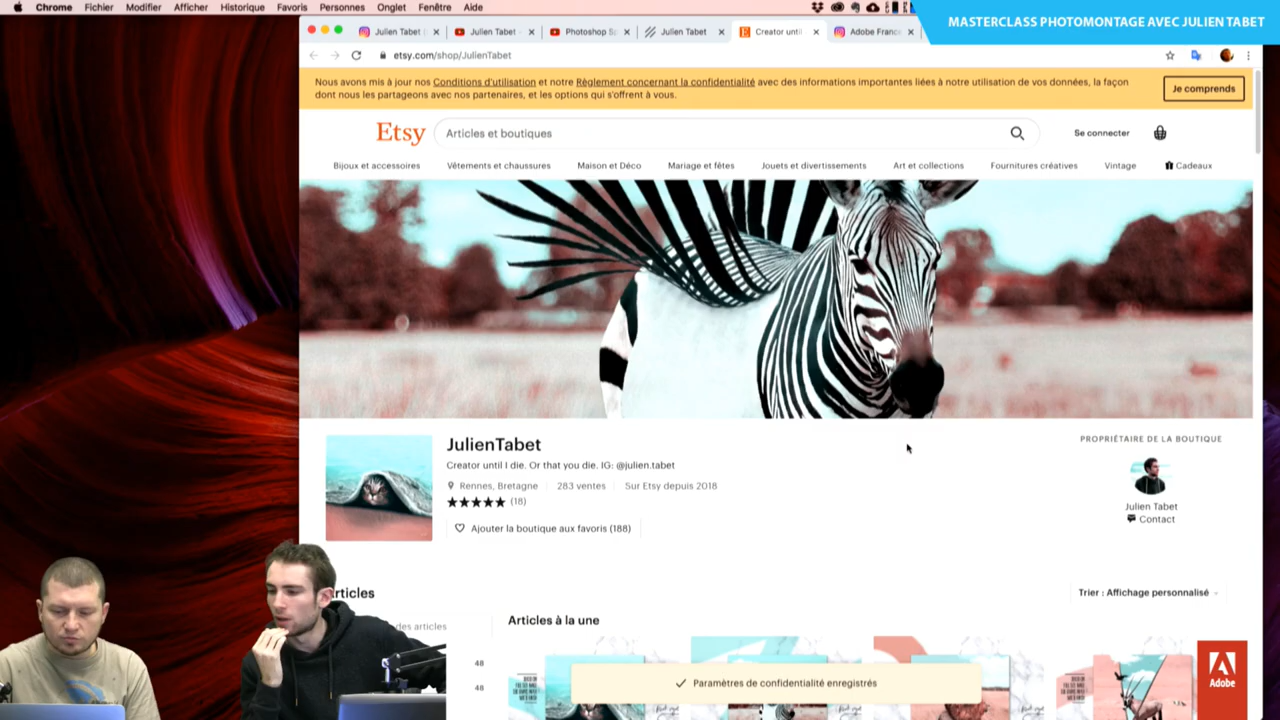 Chrome Fichier Modifier Afficher Historique Favoris Personnes Onglet Fenêtre Aide
MASTERCLASS PHOTOMONTAGE AVEC JULIEN TABET
Julien Tabet
Julien Tabet
Photoshop
Julien Tabet
Creator until
Adobe Franc
etsy.com/shop/JulienTabet
Nous avons mis à jour nos Conditions d'utilisation et notre Règlement concernant la confidentialité avec des informations importantes liées à notre utilisation de vos données, la façon
dont nous les partageons avec nos partenaires, et les options qui s'offrent à vous.
Je comprends
Etsy
Articles et boutiques
Se connecter
Bijoux et accessoires Vêtements et chaussures Maison et Déco Mariage et fêtes Jouets et divertissements Art et collections Fournitures créatives Vintage Cadeaux
JulienTabet
Creator until I die. Or that you die. IG: @julien.tabet
Rennes, Bretagne 283 ventes Sur Etsy depuis 2018
★★★★★ (18)
Ajouter la boutique aux favoris (188)
PROPRIÉTAIRE DE LA BOUTIQUE
Julien Tabet
Contact
rticles
Trier : Affichage personnalisé
des articles
Articles à la une
48
48
Paramètres de confidentialité enregistrés
Adobe